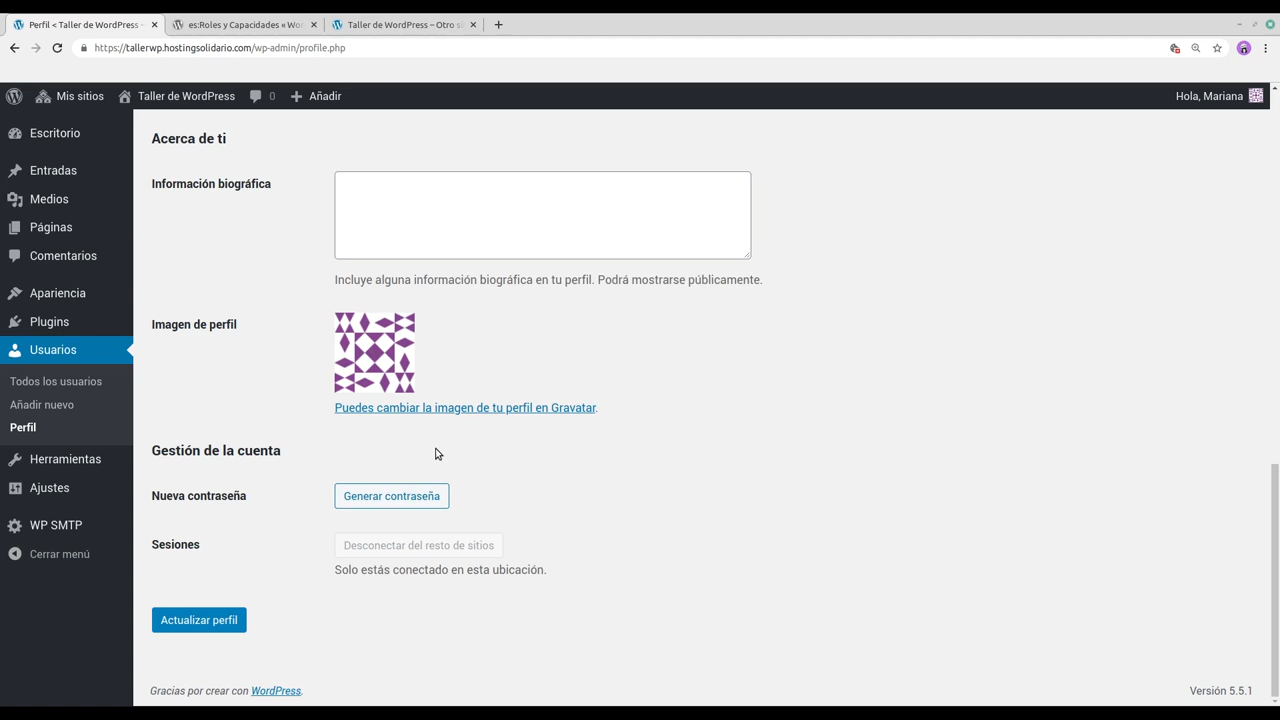 Perfil < Taller de WordPress –
es:Roles y Capacidades « Wor
Taller de WordPress – Otro si
https://tallerwp.hostingsolidario.com/wp-admin/profile.php
Mis sitios
Taller de WordPress
0
Añadir
Hola, Mariana
Escritorio
Entradas
Medios
Páginas
Comentarios
Apariencia
Plugins
Usuarios
Todos los usuarios
Añadir nuevo
Perfil
Herramientas
Ajustes
WP SMTP
Cerrar menú
Acerca de ti
Información biográfica
Incluye alguna información biográfica en tu perfil. Podrá mostrarse públicamente.
Imagen de perfil
Puedes cambiar la imagen de tu perfil en Gravatar.
Gestión de la cuenta
Nueva contraseña
Generar contraseña
Sesiones
Desconectar del resto de sitios
Solo estás conectado en esta ubicación.
Actualizar perfil
Gracias por crear con WordPress.
Versión 5.5.1